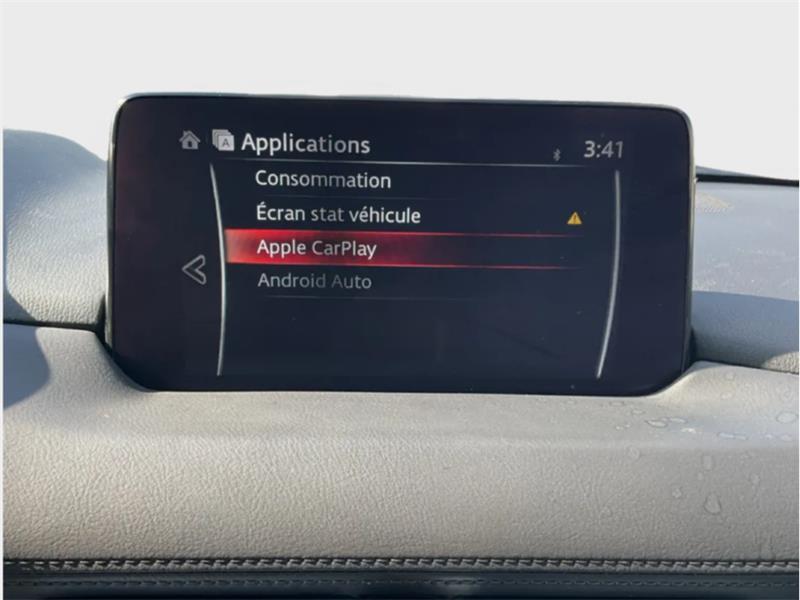 Applications 3:41
Consommation
Écran stat véhicule
Apple CarPlay
Android Auto